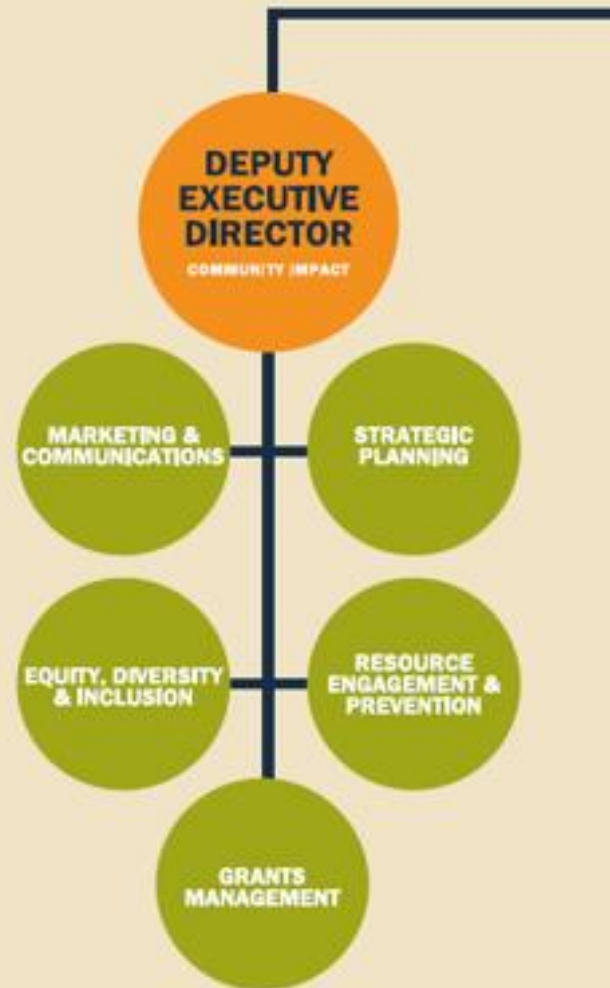 DEPUTY
EXECUTIVE
DIRECTOR
COMMUNITY IMPACT
MARKETING &
COMMUNICATIONS
STRATEGIC
PLANNING
EQUITY, DIVERSITY
& INCLUSION
RESOURCE
ENGAGEMENT &
PREVENTION
GRANTS
MANAGEMENT